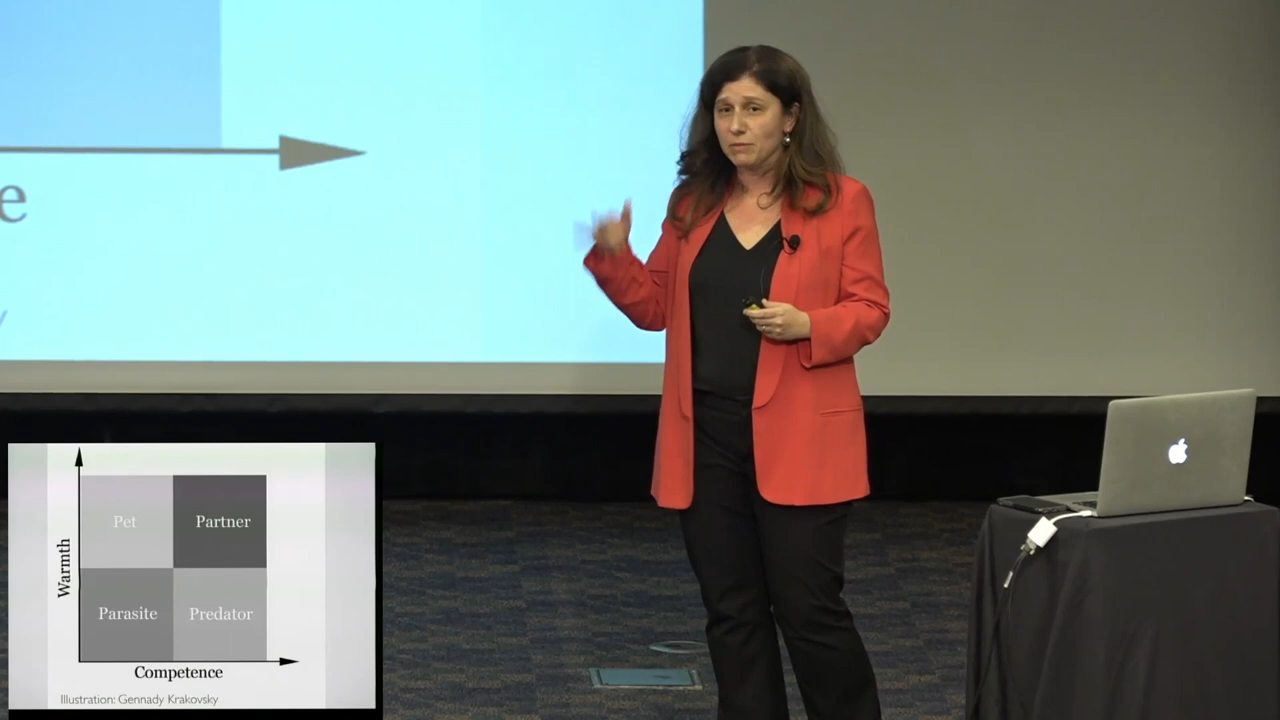 e
Warmth
Pet
Partner
Parasite
Predator
Competence
Illustration: Gennady Krakovsky